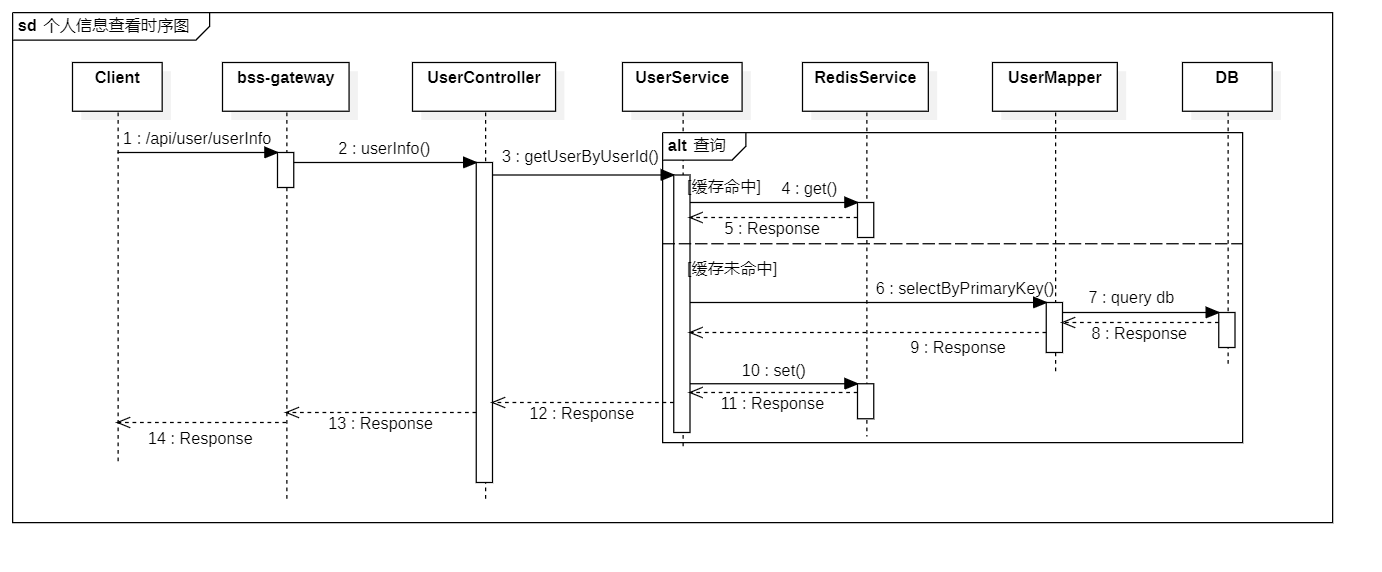 sd 个人信息查看时序图
Client
bss-gateway
UserController
UserService
RedisService
UserMapper
DB
1 : /api/user/userInfo
2 : userInfo()
3 : getUserByUserId()
alt 查询
[缓存命中]
4 : get()
5 : Response
[缓存未命中]
6 : selectByPrimaryKey()
7 : query db
8 : Response
9 : Response
10 : set()
11 : Response
12 : Response
13 : Response
14 : Response